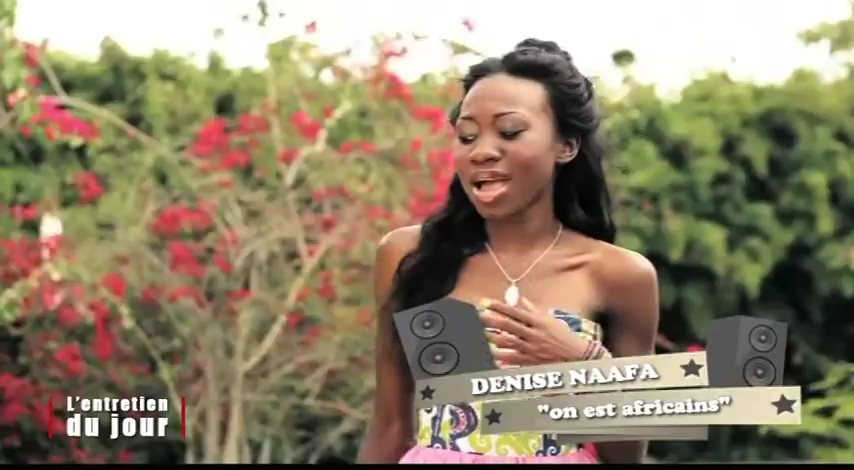 DENISE NAAFA
"on est africains"
L'entretien
du jour